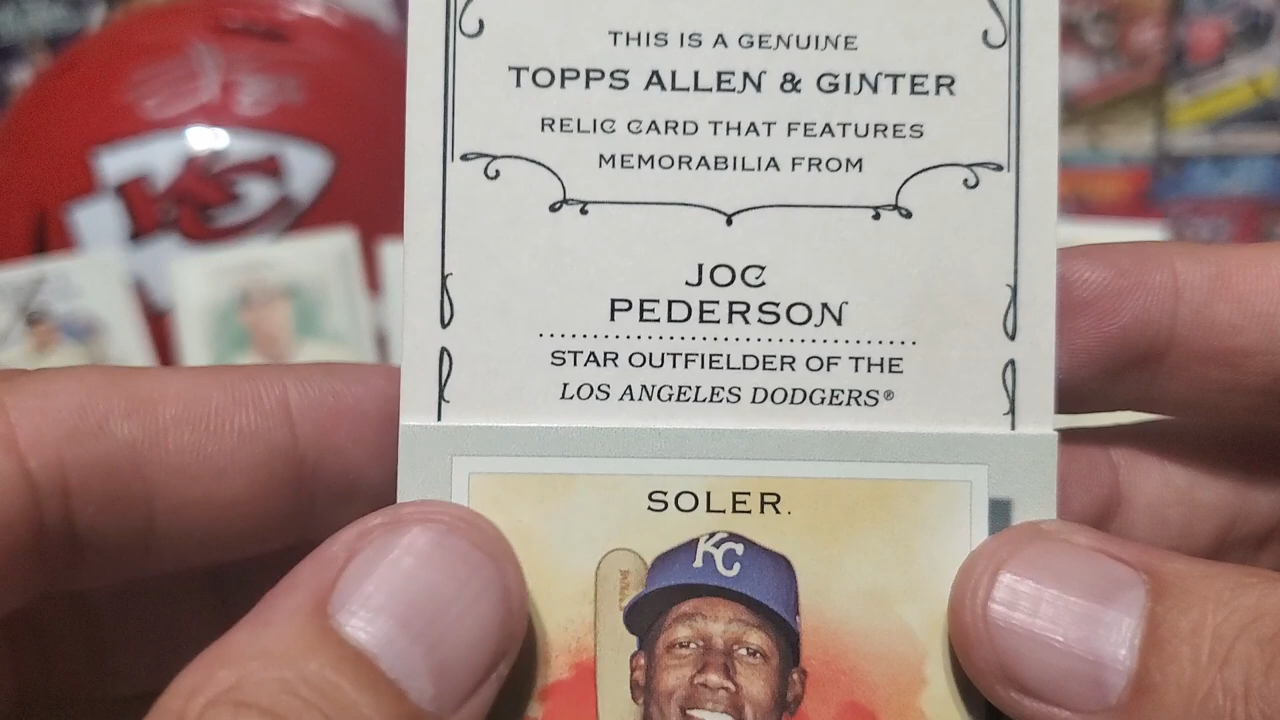 THIS IS A GENUINE
TOPPS ALLEN & GINTER
RELIC CARD THAT FEATURES
MEMORABILIA FROM
JOC
PEDERSON
STAR OUTFIELDER OF THE
LOS ANGELES DODGERS®
SOLER.
KC
KC